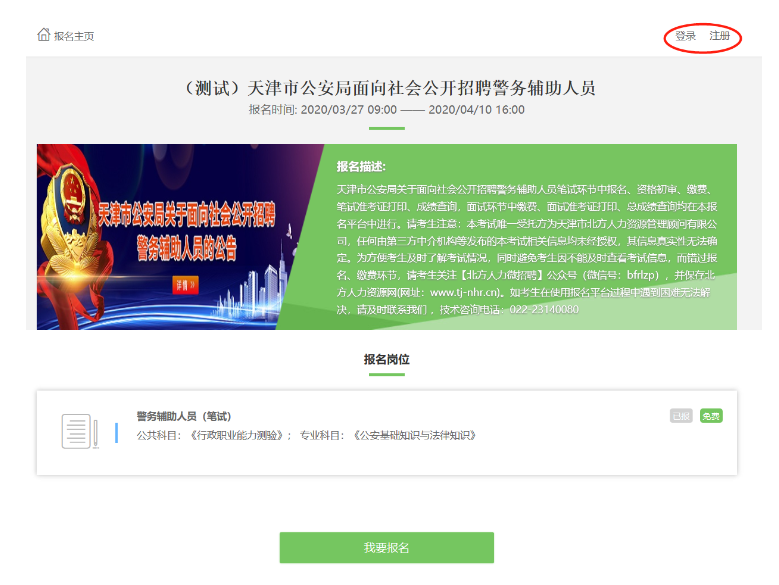 报名主页
登录 注册
（测试）天津市公安局面向社会公开招聘警务辅助人员
报名时间: 2020/03/27 09:00 —— 2020/04/10 16:00
天津市公安局关于面向社会公开招聘
警务辅助人员的公告
详情 》
报名描述:
天津市公安局关于面向社会公开招聘警务辅助人员笔试环节中报名、资格初审、缴费、
笔试准考证打印、成绩查询，面试环节中缴费、面试准考证打印、总成绩查询均在本报
名平台中进行。请考生注意：本考试唯一受托方为天津市北方人力资源管理顾问有限公
司，任何由第三方中介机构等发布的本考试相关信息均未经授权，其信息真实性无法确
定。为方便考生及时了解考试情况，同时避免考生因不能及时查看考试信息，而错过报
名、缴费环节，请考生关注【北方人力微招聘】公众号（微信号：bfrlzp），并保存北
方人力资源网(网址：www.tj-nhr.cn)。如考生在使用报名平台过程中遇到困难无法解
决，请及时联系我们，技术咨询电话：022-23140080
报名岗位
警务辅助人员（笔试）
已报 免费
公共科目：《行政职业能力测验》； 专业科目：《公安基础知识与法律知识》
我要报名